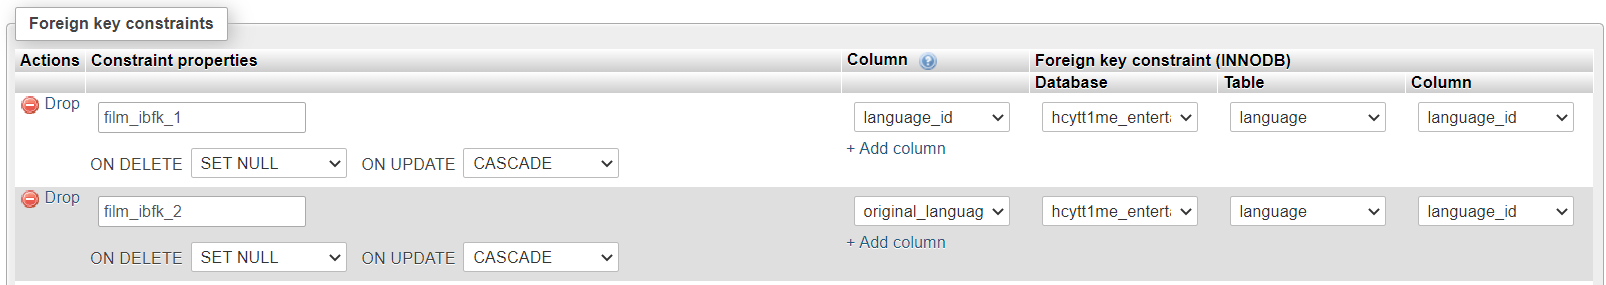 Foreign key constraints
Actions Constraint properties Column Foreign key constraint (INNODB)
Database Table Column
Drop film_ibfk_1 language_id hcytt1me_enterta language language_id
ON DELETE SET NULL ON UPDATE CASCADE + Add column
Drop film_ibfk_2 original_languag hcytt1me_enterta language language_id
ON DELETE SET NULL ON UPDATE CASCADE + Add column